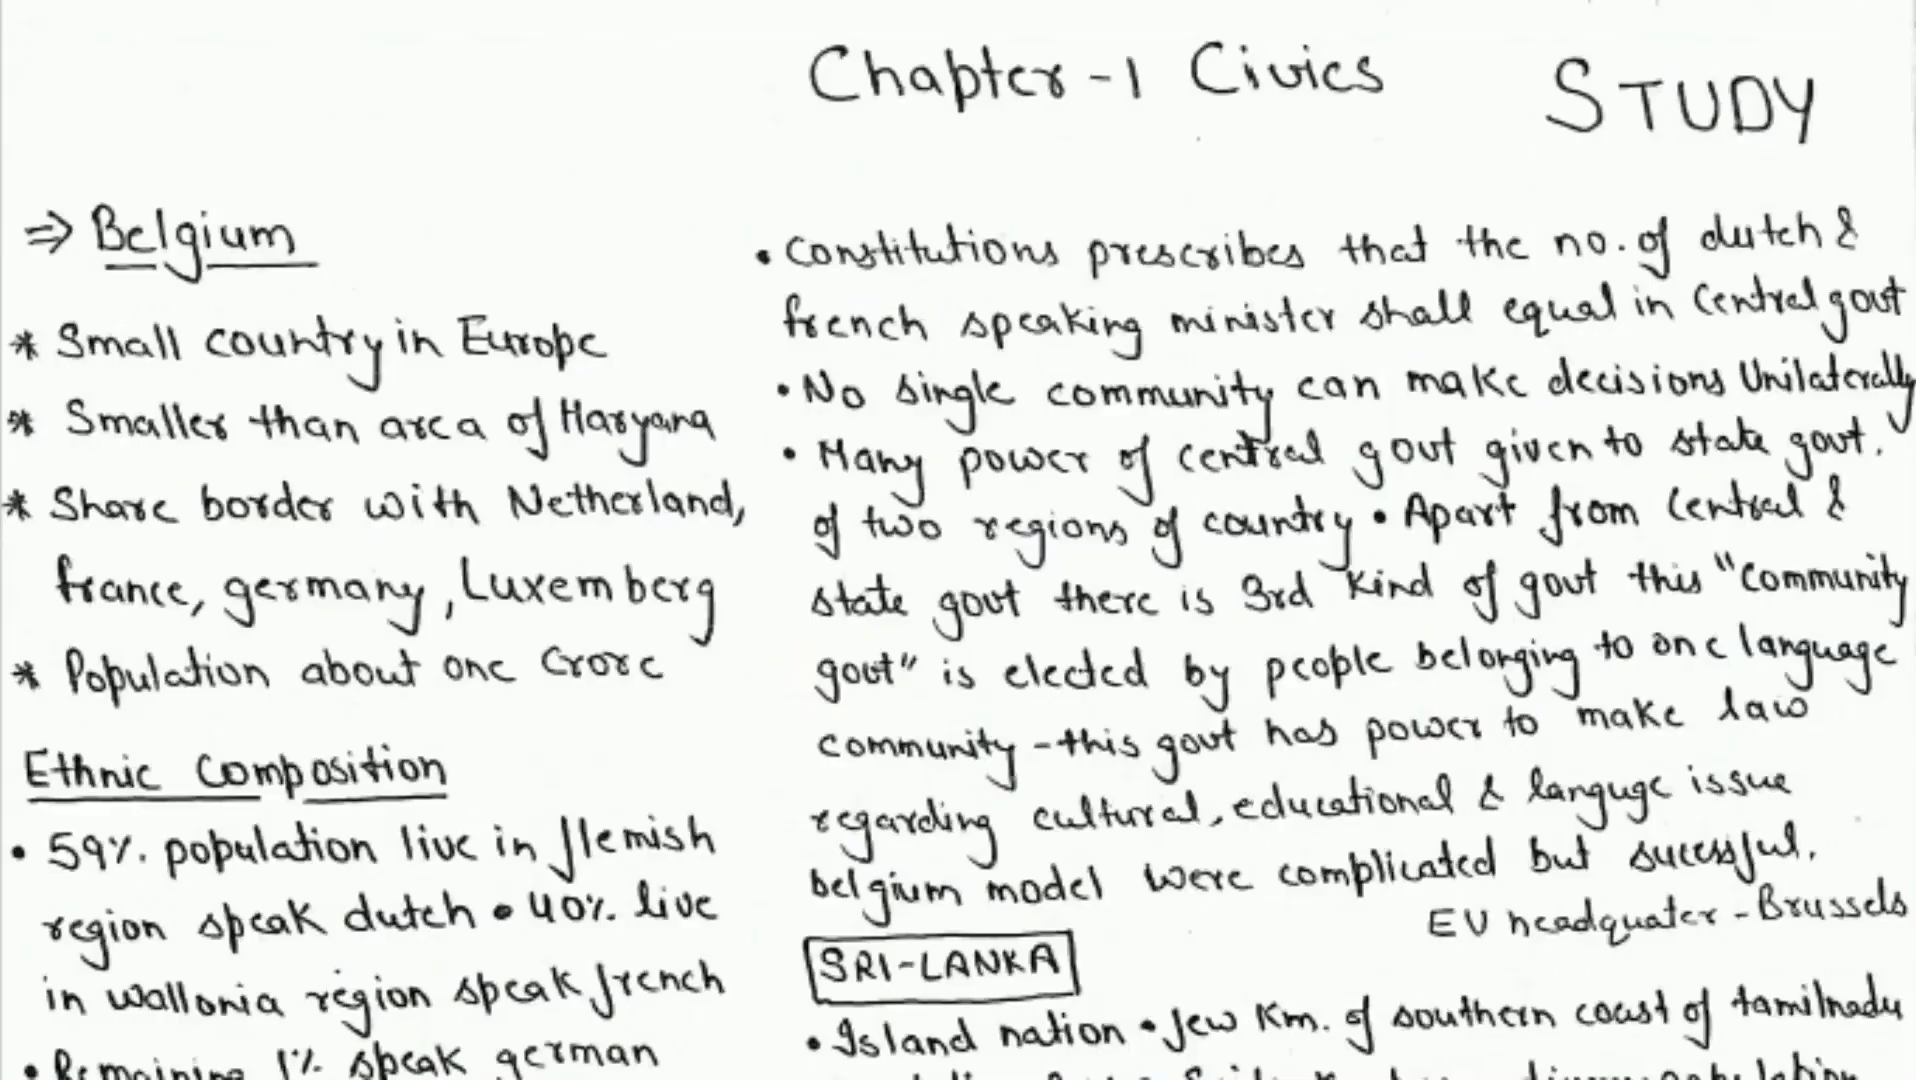 Chapter-1 Civics
STUDY
⇒ Belgium
* Small country in Europe
* Smaller than area of Haryana
* Share border with Netherland,
france, germany, Luxemberg
* Population about one crore
Ethnic Composition
• 59%. population live in flemish
region speak dutch • 40%. live
in wallonia region speak french
• Remaining 1% speak german
• Constitutions prescribes that the no. of dutch &
french speaking minister shall equal in Central govt
• No single community can make decisions Unilaterally
• Many power of central govt given to state govt.
of two regions of country • Apart from Central &
state govt there is 3rd kind of govt this "community
govt" is elected by people belonging to one language
community - this govt has power to make law
regarding cultural, educational & languge issue
belgium model were complicated but sucessful.
EU headquater - Brussels
SRI-LANKA
• Island nation • few Km. of southern coast of tamilnadu